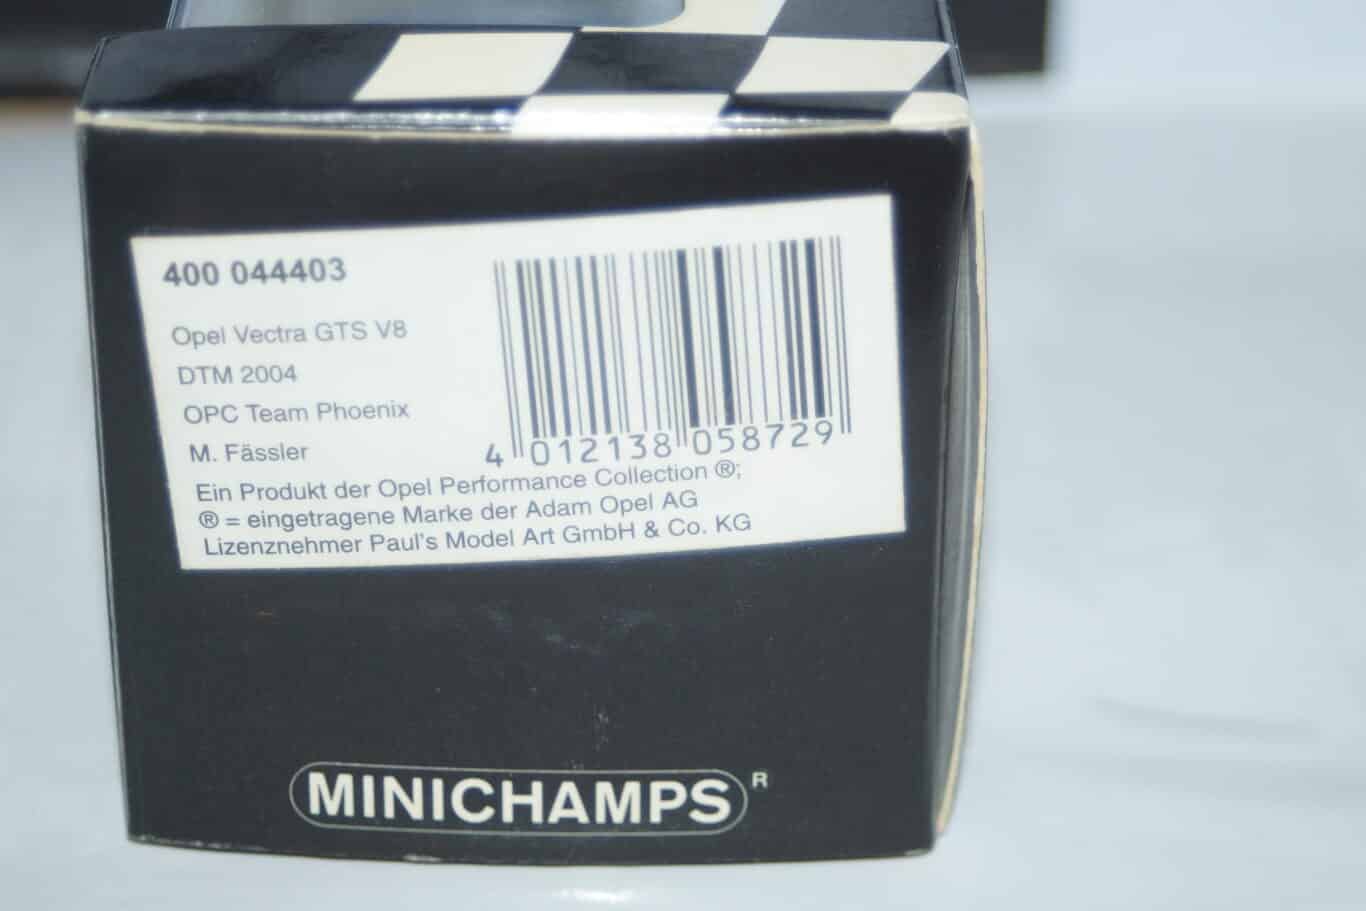 400 044403
Opel Vectra GTS V8
DTM 2004
OPC Team Phoenix
M. Fässler
4 012138 058729
Ein Produkt der Opel Performance Collection ®;
® = eingetragene Marke der Adam Opel AG
Lizenznehmer Paul's Model Art GmbH & Co. KG
MINICHAMPS R